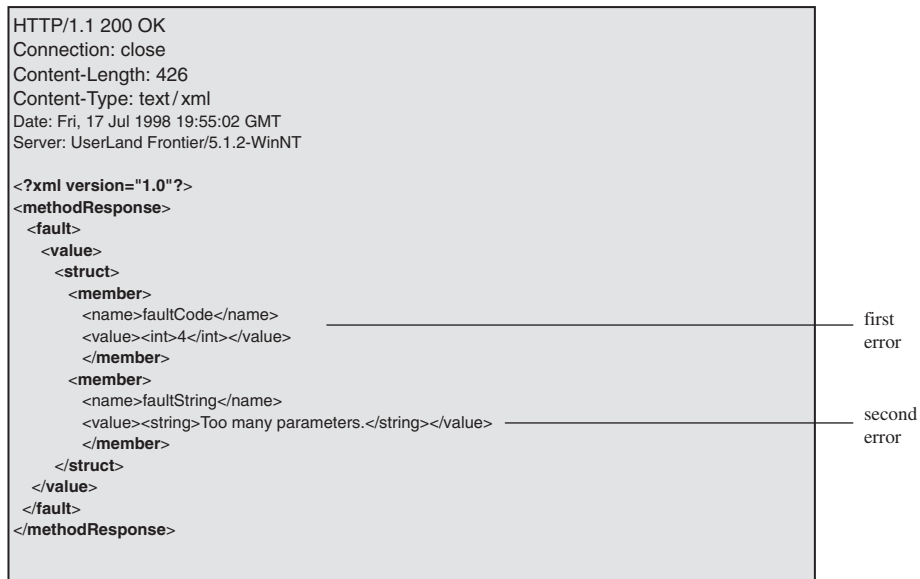 HTTP/1.1 200 OK
Connection: close
Content-Length: 426
Content-Type: text/xml
Date: Fri, 17 Jul 1998 19:55:02 GMT
Server: UserLand Frontier/5.1.2-WinNT
<?xml version="1.0"?>
<methodResponse>
<fault>
<value>
<struct>
<member>
<name>faultCode</name>
<value><int>4</int></value>
</member>
<member>
<name>faultString</name>
<value><string>Too many parameters.</string></value>
</member>
</struct>
</value>
</fault>
</methodResponse>
first
error
second
error